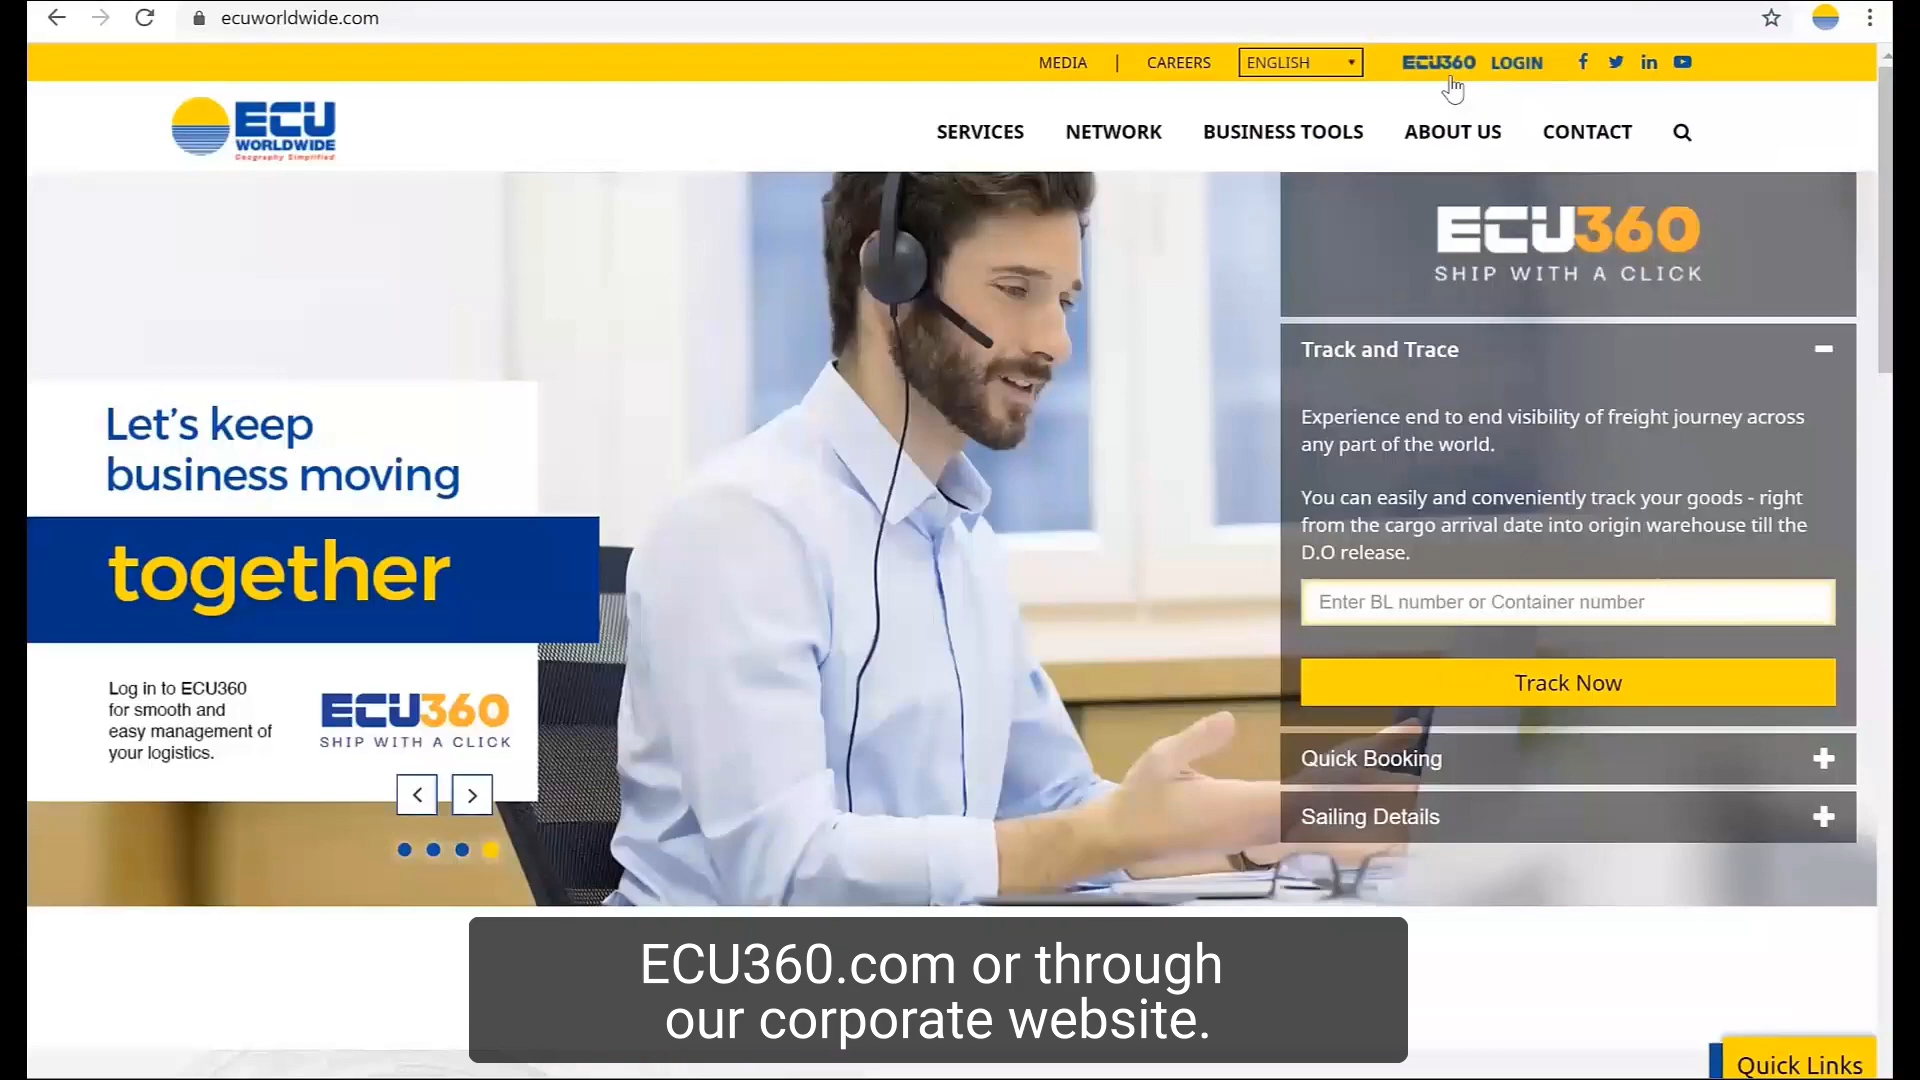 ecuworldwide.com
MEDIA | CAREERS ENGLISH ECU360 LOGIN
ECU
WORLDWIDE
Geography Simplified
SERVICES NETWORK BUSINESS TOOLS ABOUT US CONTACT
ECU360
SHIP WITH A CLICK
Track and Trace
Experience end to end visibility of freight journey across
any part of the world.
You can easily and conveniently track your goods - right
from the cargo arrival date into origin warehouse till the
D.O release.
Enter BL number or Container number
Track Now
Quick Booking
Sailing Details
Let's keep
business moving
together
Log in to ECU360
for smooth and
easy management of
your logistics.
ECU360
SHIP WITH A CLICK
ECU360.com or through
our corporate website.
Quick Links